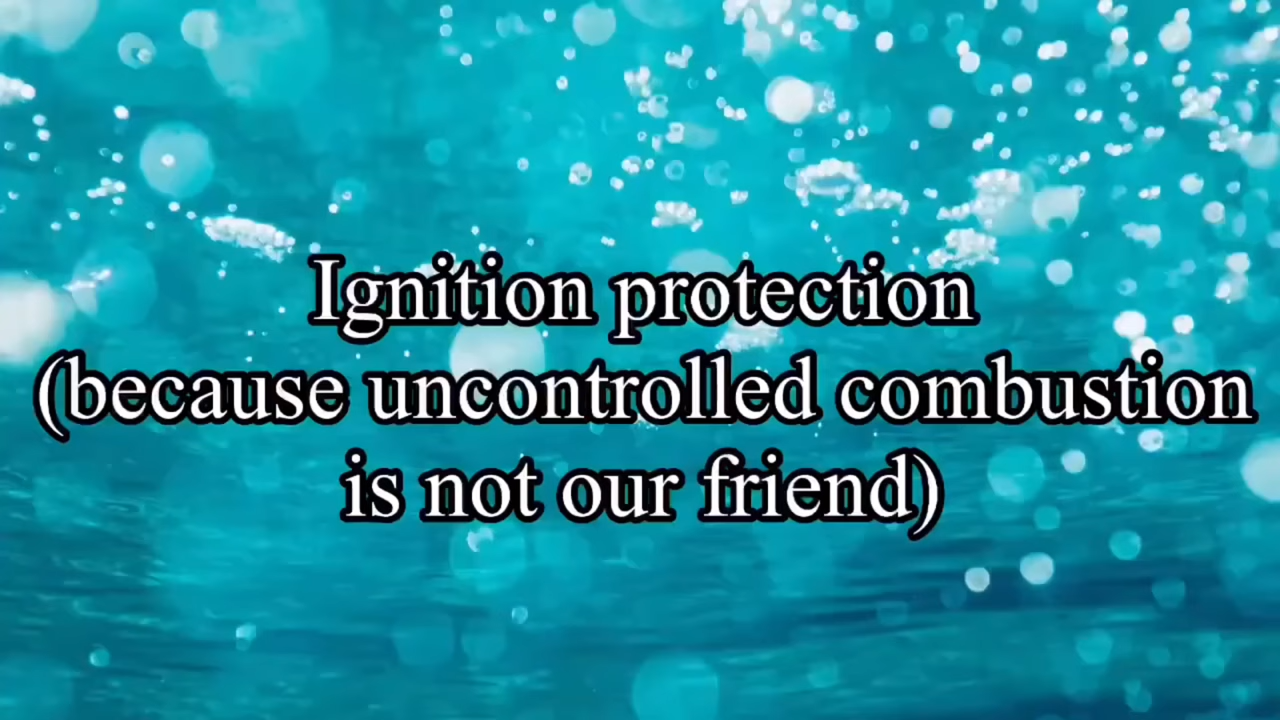 Ignition protection
(because uncontrolled combustion
is not our friend)